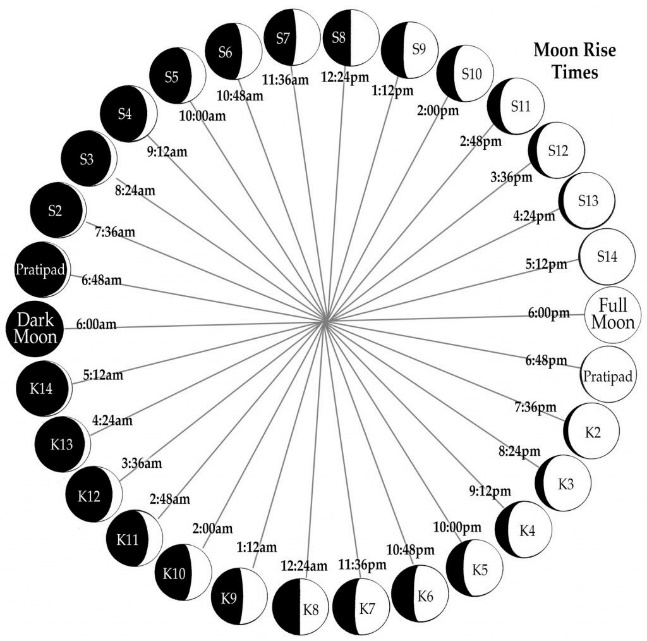 Moon Rise
Times
Dark
Moon
6:00am
Pratipad
6:48am
S2
7:36am
S3
8:24am
S4
9:12am
S5
10:00am
S6
10:48am
S7
11:36am
S8
12:24pm
S9
1:12pm
S10
2:00pm
S11
2:48pm
S12
3:36pm
S13
4:24pm
S14
5:12pm
Full
Moon
6:00pm
Pratipad
6:48pm
K2
7:36pm
K3
8:24pm
K4
9:12pm
K5
10:00pm
K6
10:48pm
K7
11:36pm
K8
12:24am
K9
1:12am
K10
2:00am
K11
2:48am
K12
3:36am
K13
4:24am
K14
5:12am